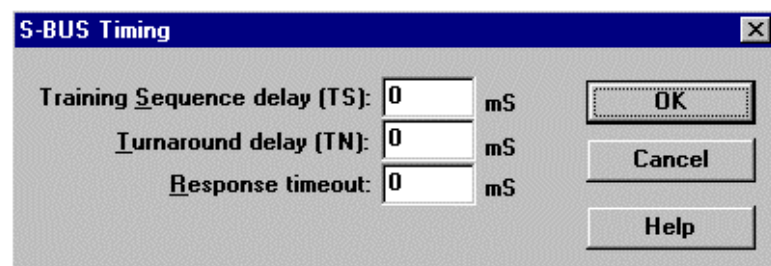 S-BUS Timing
Training Sequence delay (TS): 0 mS
Turnaround delay (TN): 0 mS
Response timeout: 0 mS
OK
Cancel
Help